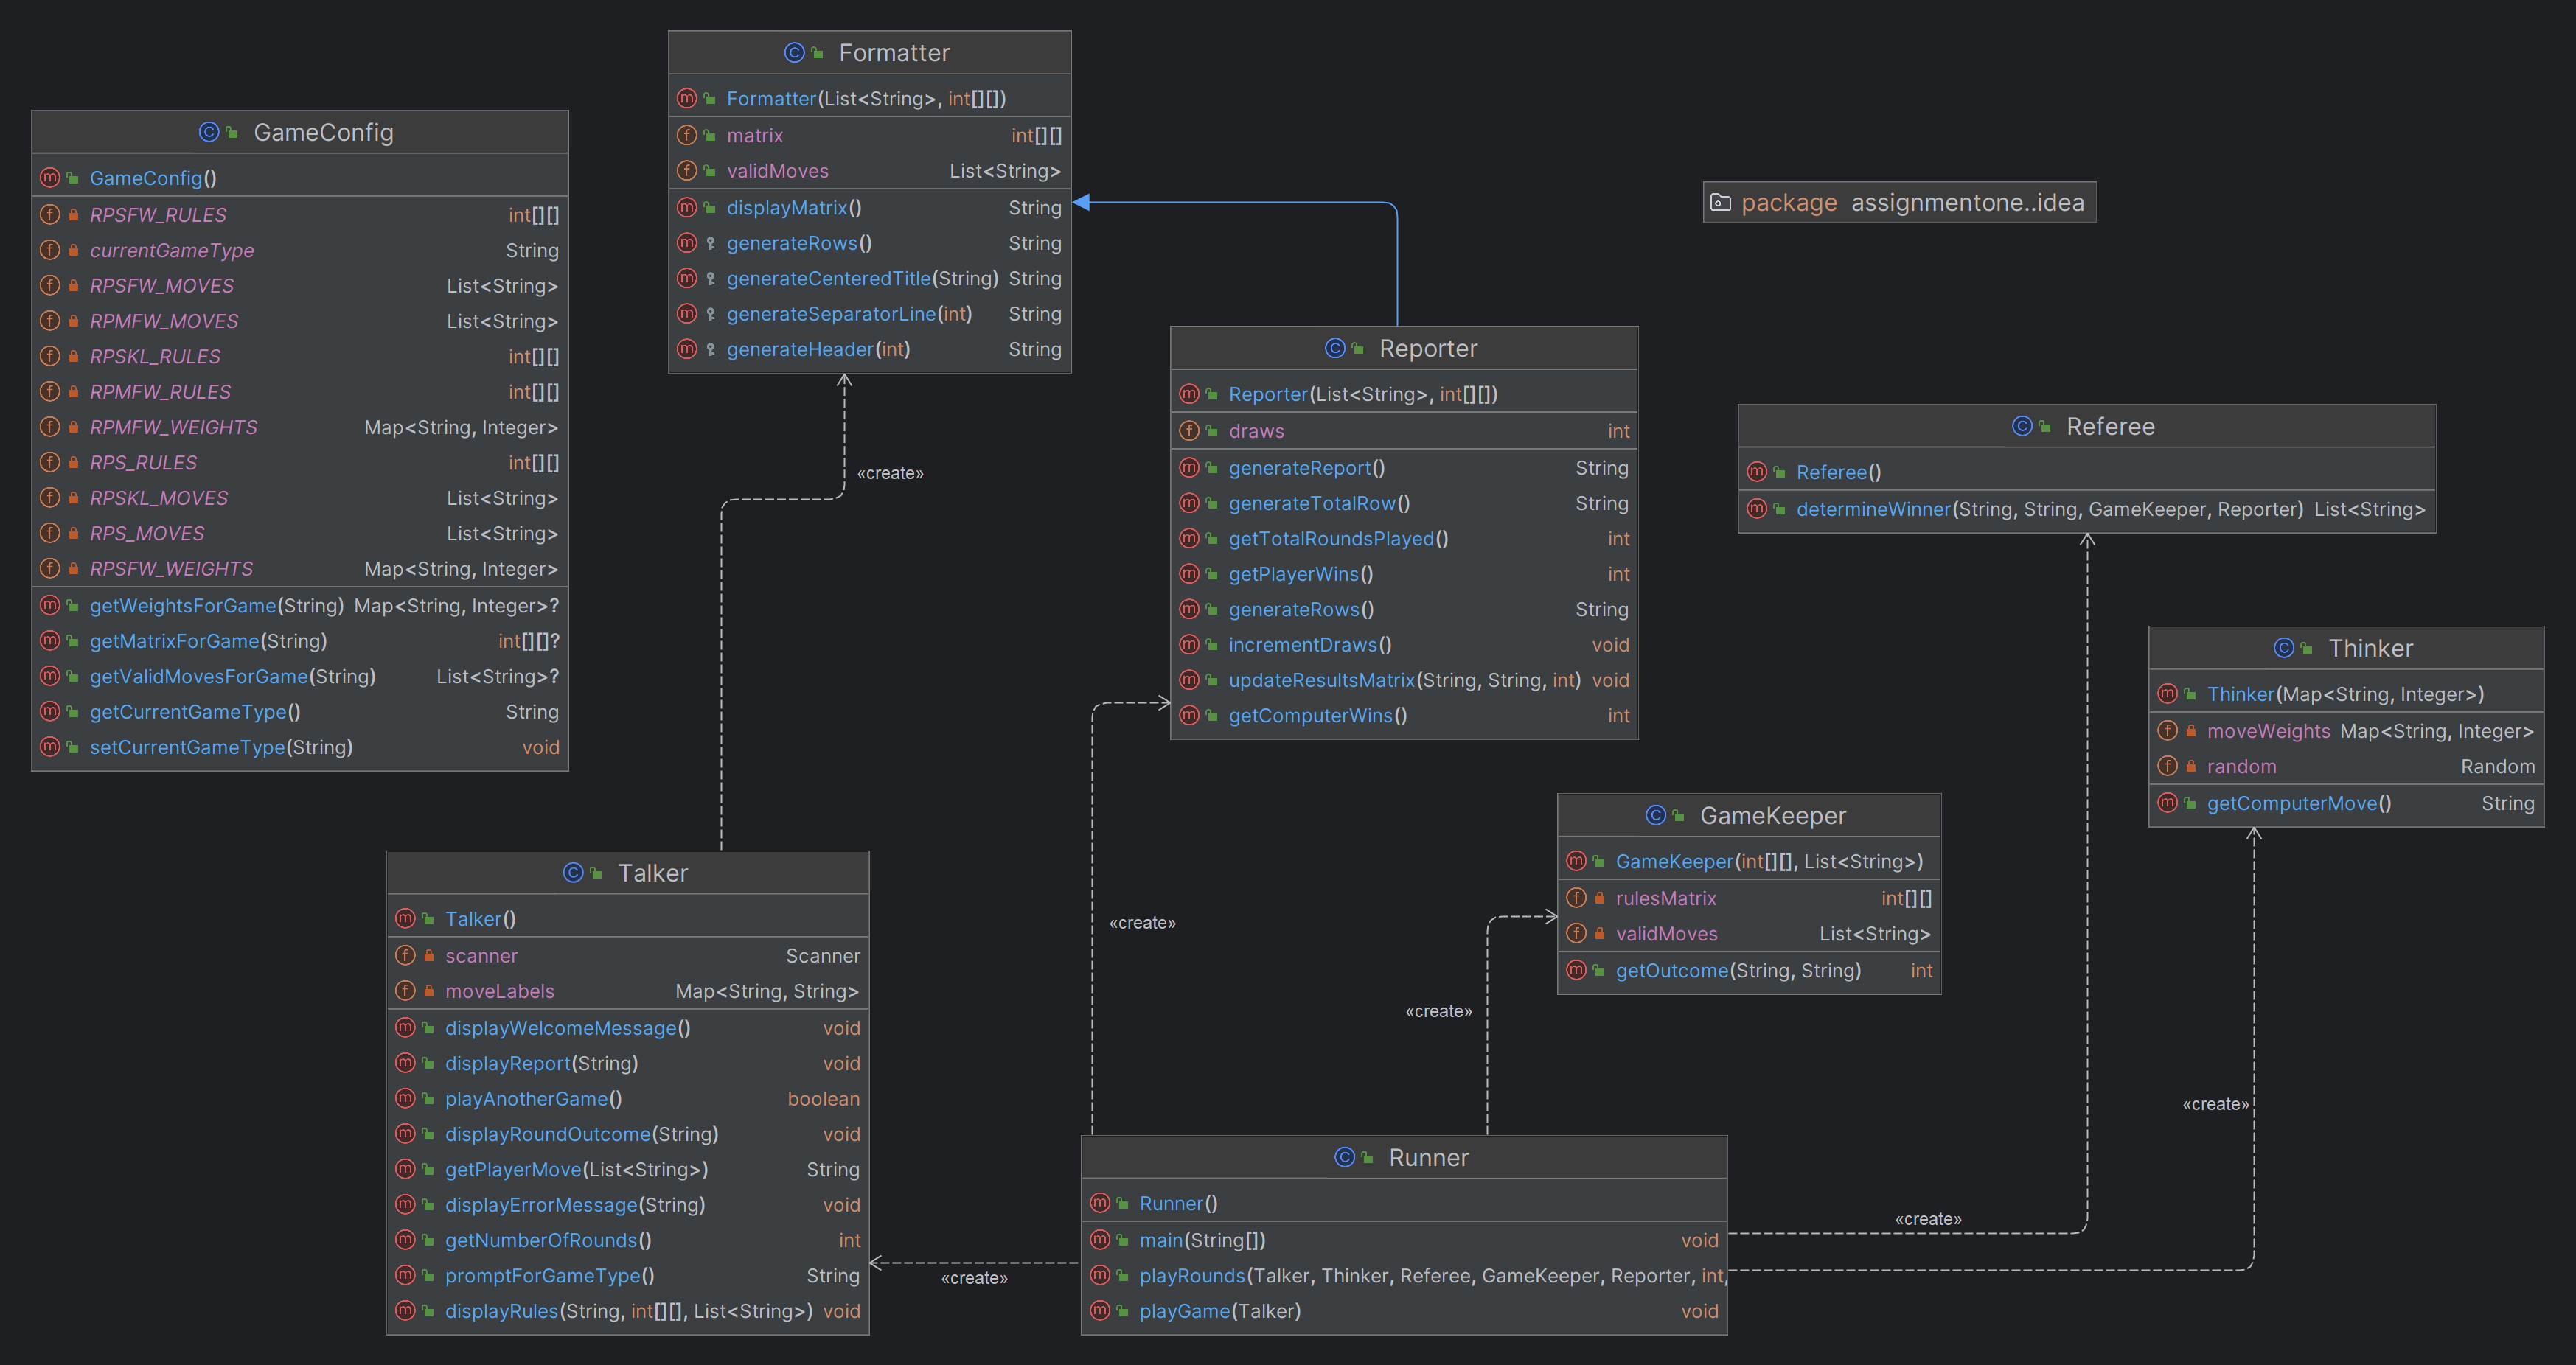 Formatter
Formatter(List<String>, int[][])
matrix int[][]
validMoves List<String>
displayMatrix() String
generateRows() String
generateCenteredTitle(String) String
generateSeparatorLine(int) String
generateHeader(int) String
GameConfig
GameConfig()
RPSFW_RULES int[][]
currentGameType String
RPSFW_MOVES List<String>
RPMFW_MOVES List<String>
RPSKL_RULES int[][]
RPMFW_RULES int[][]
RPMFW_WEIGHTS Map<String, Integer>
RPS_RULES int[][]
RPSKL_MOVES List<String>
RPS_MOVES List<String>
RPSFW_WEIGHTS Map<String, Integer>
getWeightsForGame(String) Map<String, Integer>?
getMatrixForGame(String) int[][]?
getValidMovesForGame(String) List<String>?
getCurrentGameType() String
setCurrentGameType(String) void
package assignmentone..idea
Reporter
Reporter(List<String>, int[][])
draws int
generateReport() String
generateTotalRow() String
getTotalRoundsPlayed() int
getPlayerWins() int
generateRows() String
incrementDraws() void
updateResultsMatrix(String, String, int) void
getComputerWins() int
Referee
Referee()
determineWinner(String, String, GameKeeper, Reporter) List<String>
«create»
Thinker
Thinker(Map<String, Integer>)
moveWeights Map<String, Integer>
random Random
getComputerMove() String
GameKeeper
GameKeeper(int[][], List<String>)
rulesMatrix int[][]
validMoves List<String>
getOutcome(String, String) int
Talker
Talker()
scanner Scanner
moveLabels Map<String, String>
displayWelcomeMessage() void
displayReport(String) void
playAnotherGame() boolean
displayRoundOutcome(String) void
getPlayerMove(List<String>) String
displayErrorMessage(String) void
getNumberOfRounds() int
promptForGameType() String
displayRules(String, int[][], List<String>) void
«create»
«create»
«create»
Runner
Runner()
main(String[]) void
playRounds(Talker, Thinker, Referee, GameKeeper, Reporter, int,
playGame(Talker) void
«create»
«create»